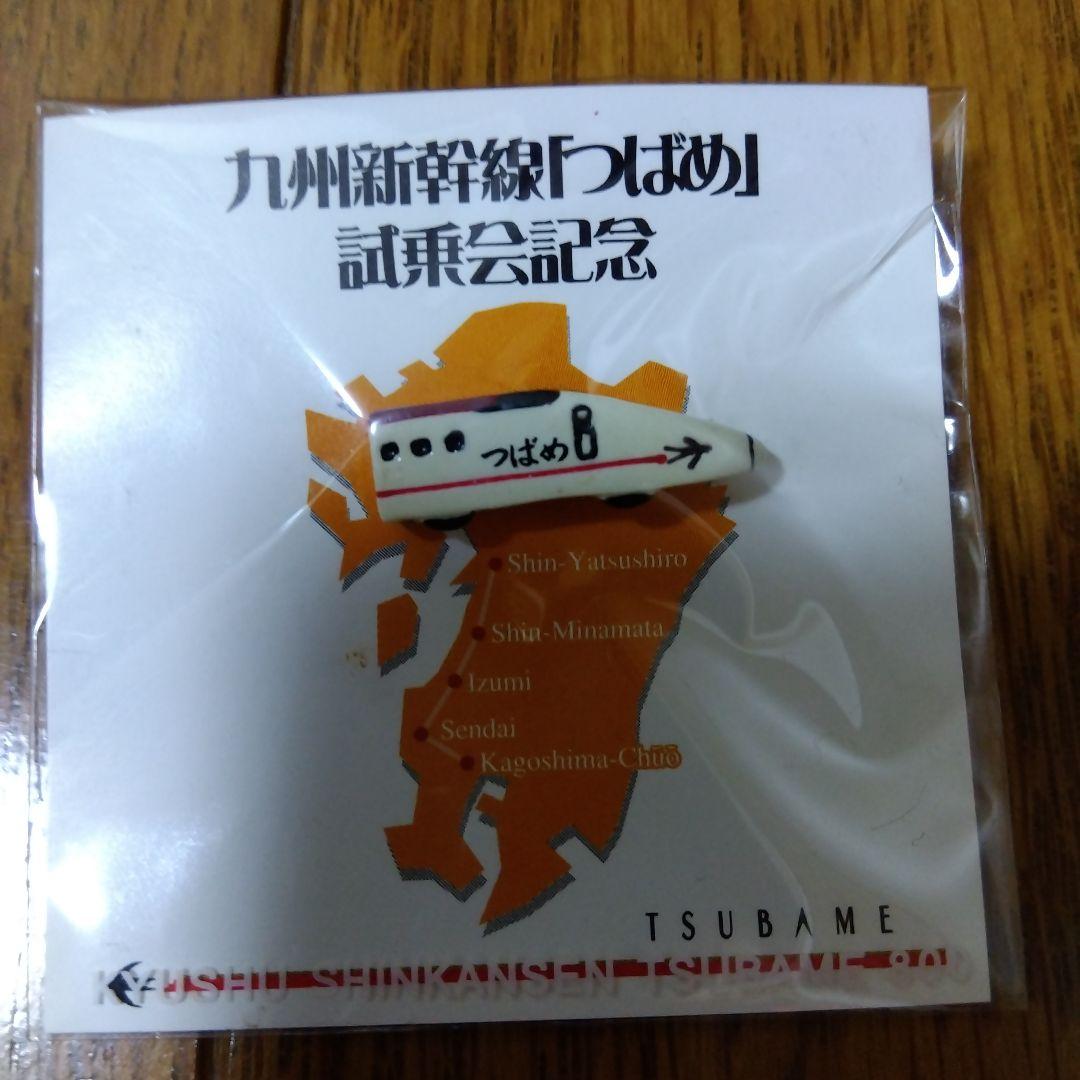 九州新幹線「つばめ」
試乗会記念
つばめ
Shin-Yatsushiro
Shin-Minamata
Izumi
Sendai
Kagoshima-Chūō
TSUBAME
KYUSHU SHINKANSEN TSUBAME 800